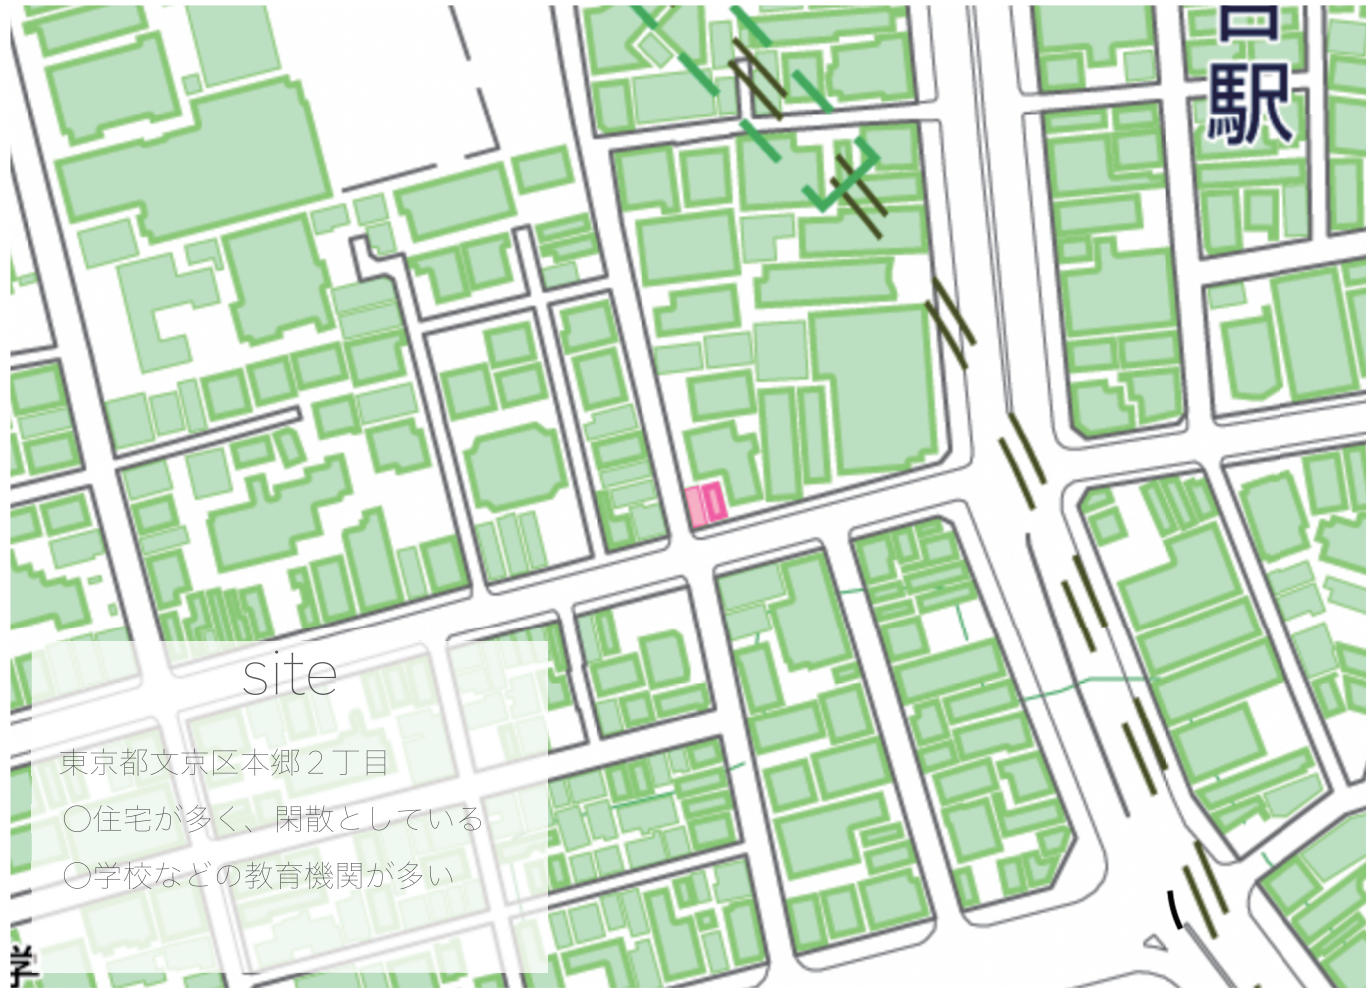 駅
site
東京都文京区本郷２丁目
○住宅が多く、閑散としている
○学校などの教育機関が多い
学